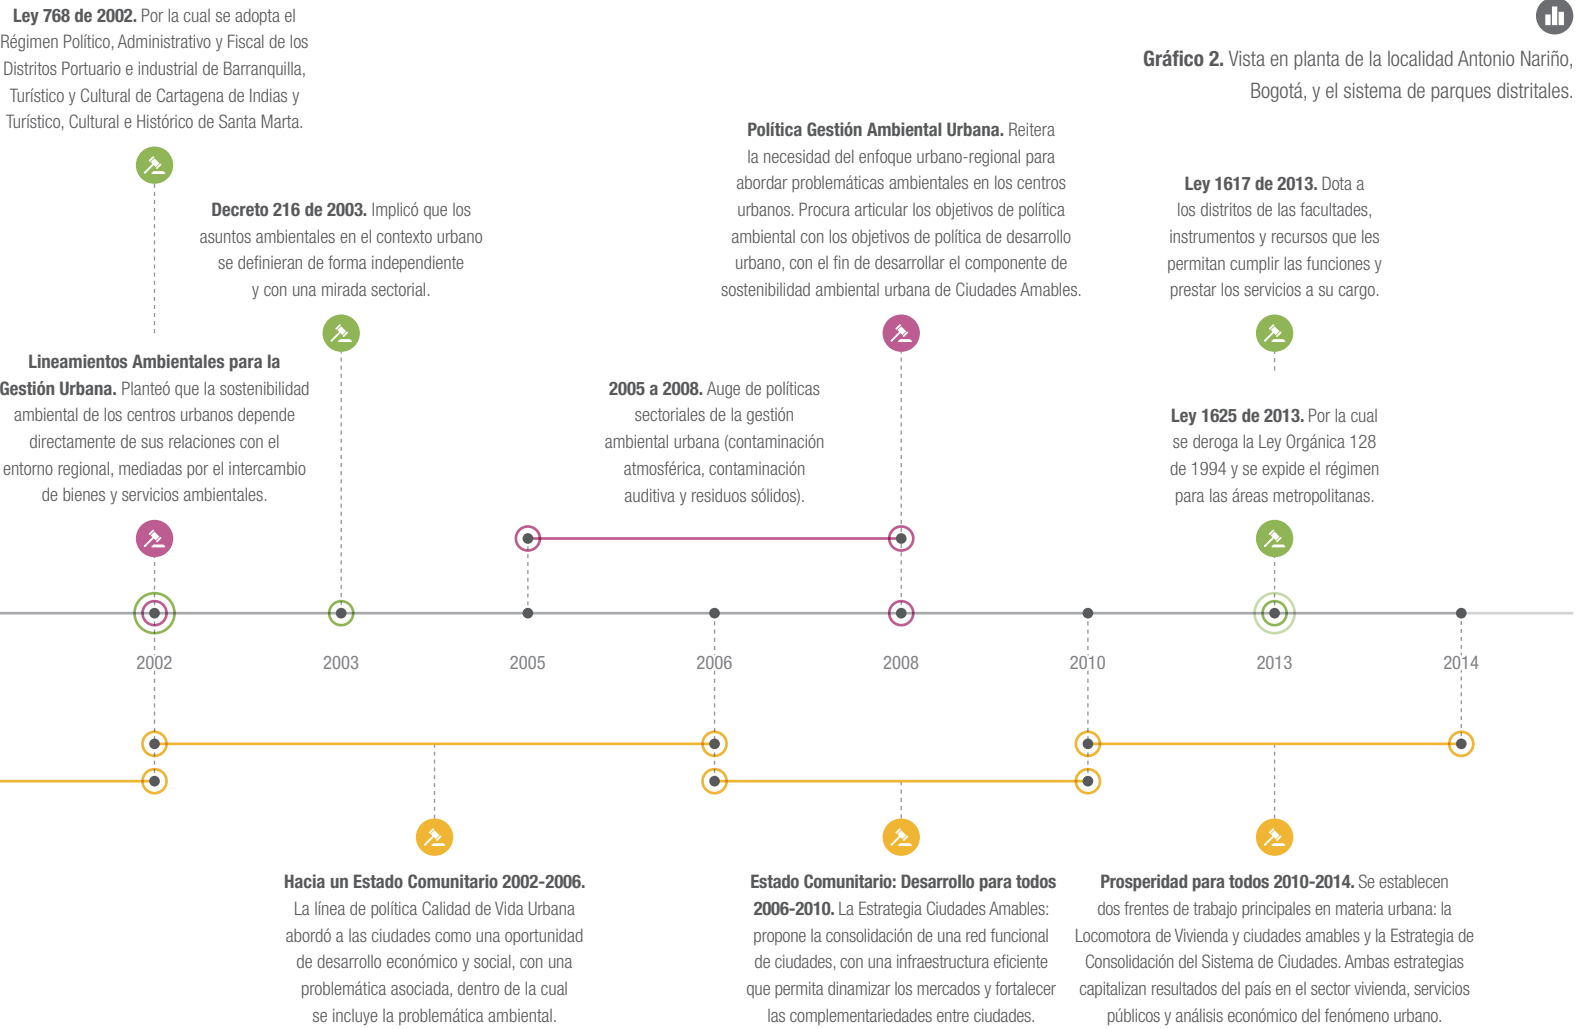 Ley 768 de 2002. Por la cual se adopta el
Régimen Político, Administrativo y Fiscal de los
Distritos Portuario e industrial de Barranquilla,
Turístico y Cultural de Cartagena de Indias y
Turístico, Cultural e Histórico de Santa Marta.
Gráfico 2. Vista en planta de la localidad Antonio Nariño,
Bogotá, y el sistema de parques distritales.
Decreto 216 de 2003. Implicó que los
asuntos ambientales en el contexto urbano
se definieran de forma independiente
y con una mirada sectorial.
Política Gestión Ambiental Urbana. Reitera
la necesidad del enfoque urbano-regional para
abordar problemáticas ambientales en los centros
urbanos. Procura articular los objetivos de política
ambiental con los objetivos de política de desarrollo
urbano, con el fin de desarrollar el componente de
sostenibilidad ambiental urbana de Ciudades Amables.
Ley 1617 de 2013. Dota a
los distritos de las facultades,
instrumentos y recursos que les
permitan cumplir las funciones y
prestar los servicios a su cargo.
Lineamientos Ambientales para la
Gestión Urbana. Planteó que la sostenibilidad
ambiental de los centros urbanos depende
directamente de sus relaciones con el
entorno regional, mediadas por el intercambio
de bienes y servicios ambientales.
2005 a 2008. Auge de políticas
sectoriales de la gestión
ambiental urbana (contaminación
atmosférica, contaminación
auditiva y residuos sólidos).
Ley 1625 de 2013. Por la cual
se deroga la Ley Orgánica 128
de 1994 y se expide el régimen
para las áreas metropolitanas.
2002 2003 2005 2006 2008 2010 2013 2014
Hacia un Estado Comunitario 2002-2006.
La línea de política Calidad de Vida Urbana
abordó a las ciudades como una oportunidad
de desarrollo económico y social, con una
problemática asociada, dentro de la cual
se incluye la problemática ambiental.
Estado Comunitario: Desarrollo para todos
2006-2010. La Estrategia Ciudades Amables:
propone la consolidación de una red funcional
de ciudades, con una infraestructura eficiente
que permita dinamizar los mercados y fortalecer
las complementariedades entre ciudades.
Prosperidad para todos 2010-2014. Se establecen
dos frentes de trabajo principales en materia urbana: la
Locomotora de Vivienda y ciudades amables y la Estrategia de
Consolidación del Sistema de Ciudades. Ambas estrategias
capitalizan resultados del país en el sector vivienda, servicios
públicos y análisis económico del fenómeno urbano.